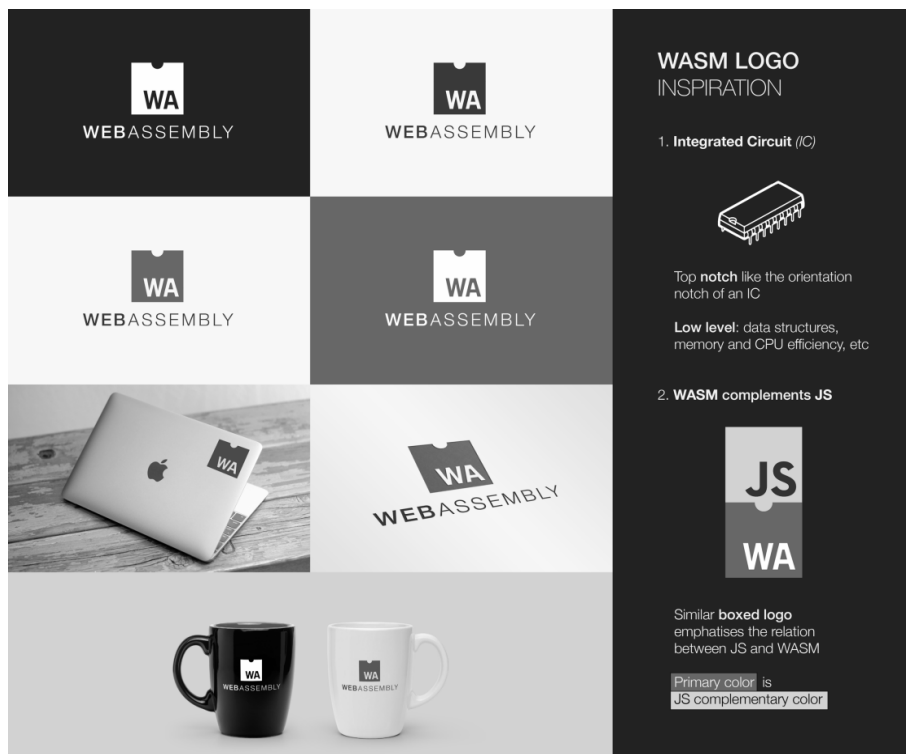 WA
WEBASSEMBLY
WA
WEBASSEMBLY
WA
WEBASSEMBLY
WA
WEBASSEMBLY
WA
WA
WEBASSEMBLY
WA
WEBASSEMBLY
WA
WEBASSEMBLY
WASM LOGO
INSPIRATION
1. Integrated Circuit (IC)
Top notch like the orientation
notch of an IC
Low level: data structures,
memory and CPU efficiency, etc
2. WASM complements JS
JS
WA
Similar boxed logo
emphatises the relation
between JS and WASM
Primary color is
JS complementary color